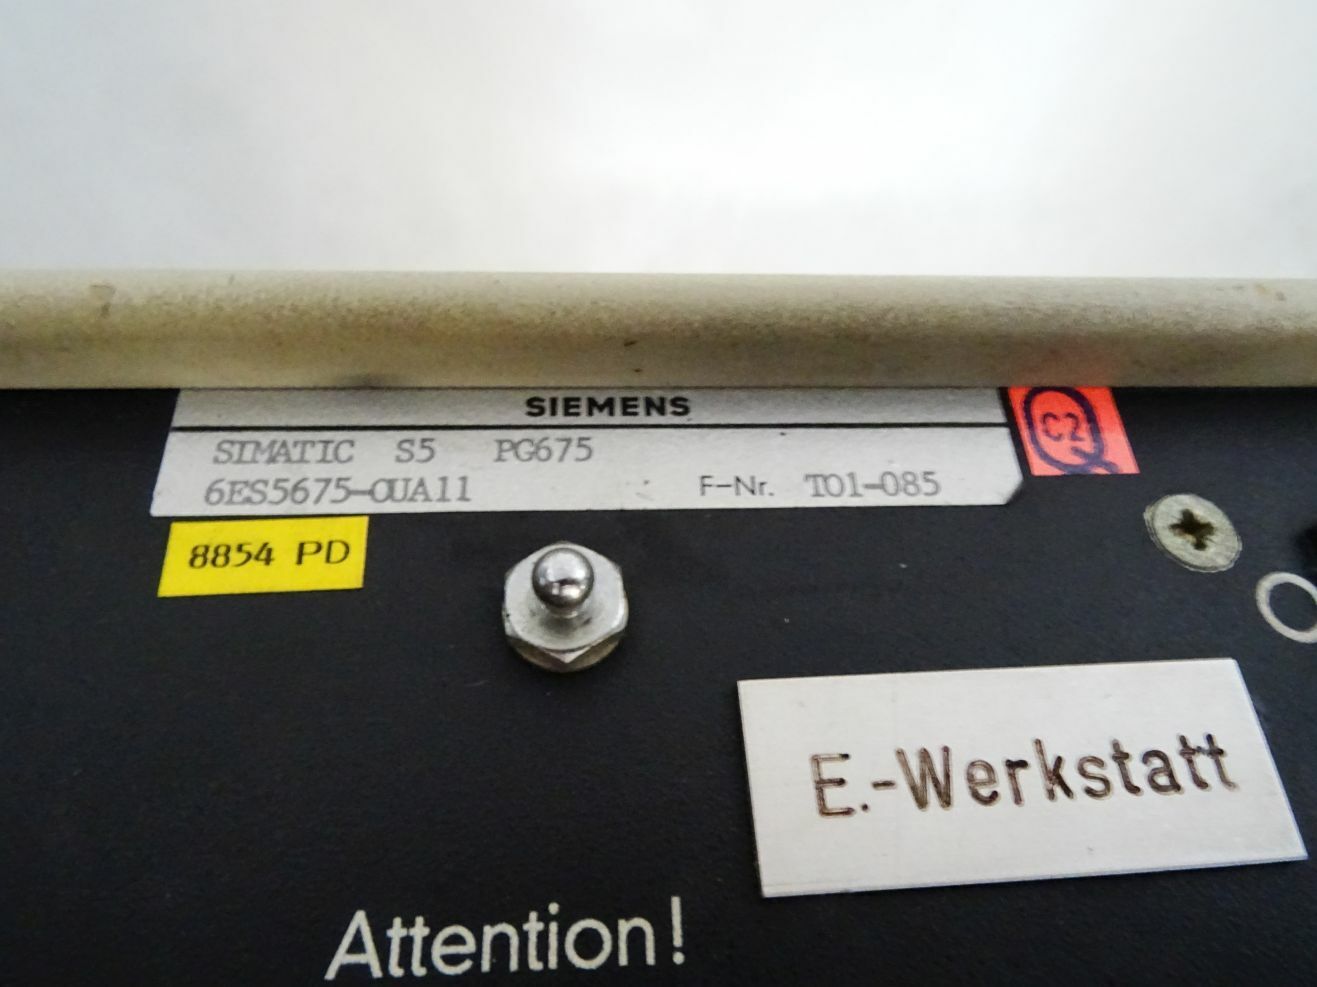 SIEMENS
SIMATIC S5 PG675
6ES5675-0UA11 F-Nr. T01-085
C2
8854 PD
E.-Werkstatt
Attention!